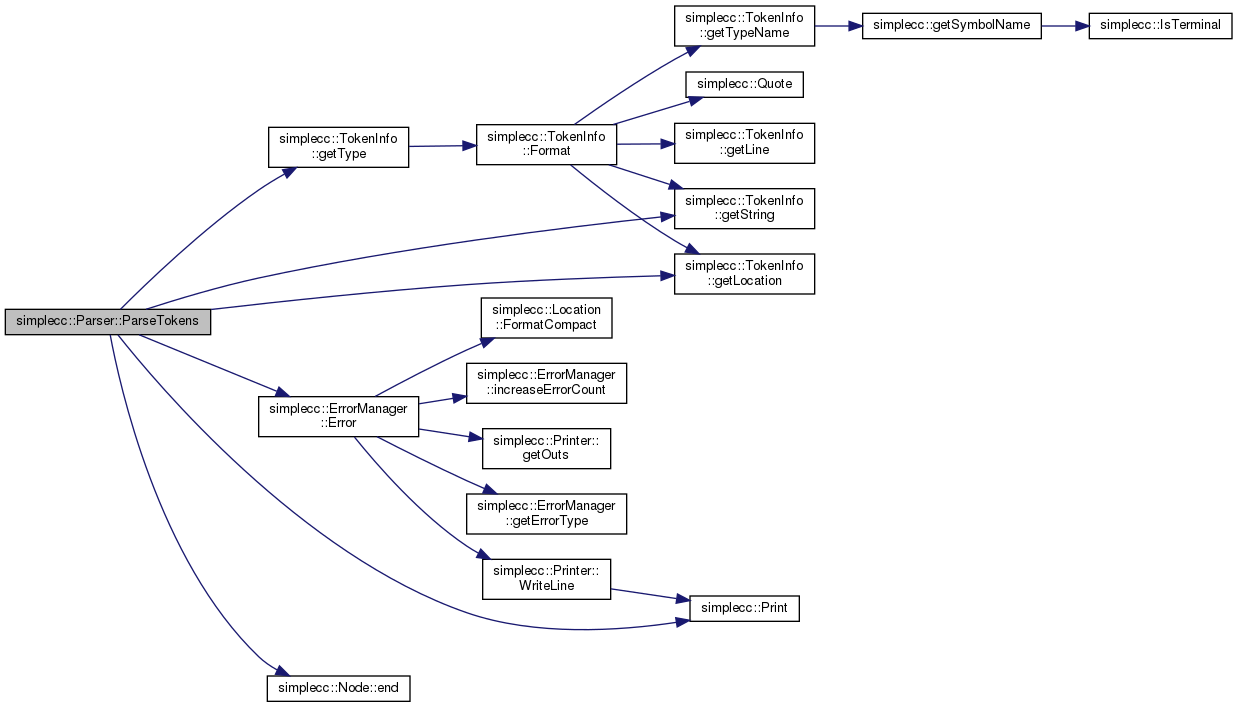 simplecc::Parser::ParseTokens
simplecc::TokenInfo
::getType
simplecc::TokenInfo
::Format
simplecc::TokenInfo
::getTypeName
simplecc::getSymbolName
simplecc::IsTerminal
simplecc::Quote
simplecc::TokenInfo
::getLine
simplecc::TokenInfo
::getString
simplecc::TokenInfo
::getLocation
simplecc::ErrorManager
::Error
simplecc::Location
::FormatCompact
simplecc::ErrorManager
::increaseErrorCount
simplecc::Printer::
getOuts
simplecc::ErrorManager
::getErrorType
simplecc::Printer::
WriteLine
simplecc::Print
simplecc::Node::end